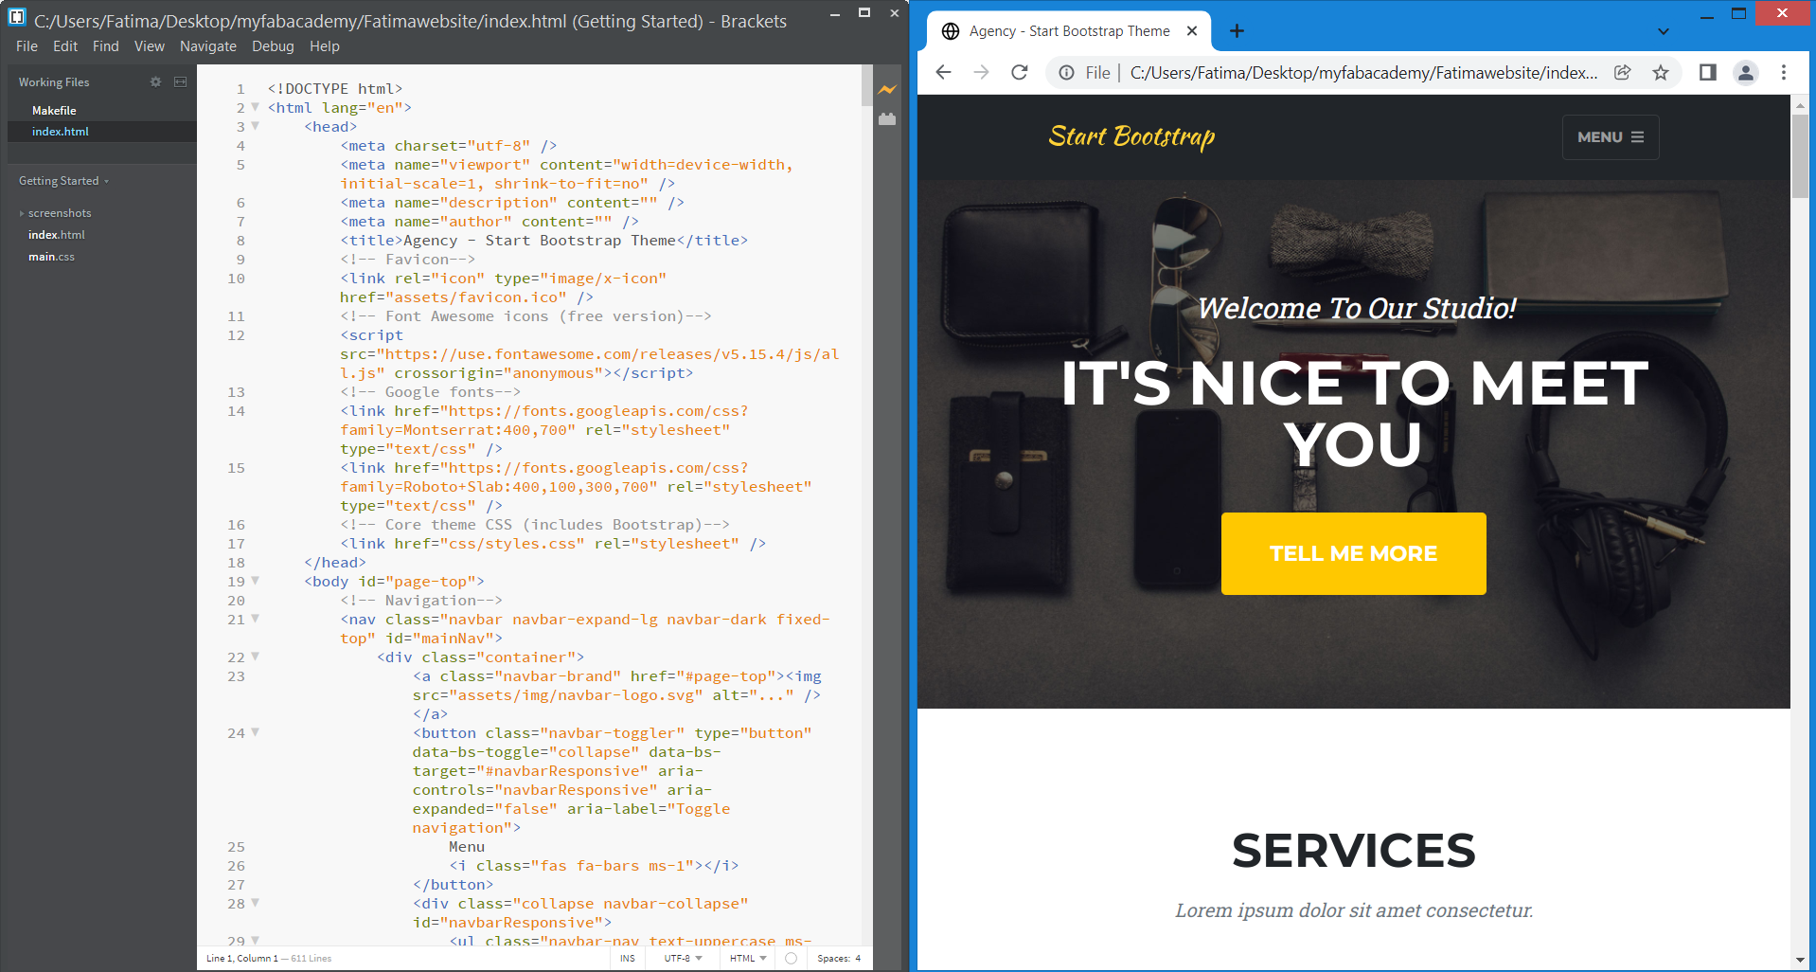 C:/Users/Fatima/Desktop/myfabacademy/Fatimawebsite/index.html (Getting Started) - Brackets
File Edit Find View Navigate Debug Help
Working Files
Makefile
index.html
Getting Started
screenshots
index.html
main.css
1 <!DOCTYPE html>
2 <html lang="en">
3 <head>
4 <meta charset="utf-8" />
5 <meta name="viewport" content="width=device-width,
initial-scale=1, shrink-to-fit=no" />
6 <meta name="description" content="" />
7 <meta name="author" content="" />
8 <title>Agency - Start Bootstrap Theme</title>
9 <!-- Favicon-->
10 <link rel="icon" type="image/x-icon"
href="assets/favicon.ico" />
11 <!-- Font Awesome icons (free version)-->
12 <script
src="https://use.fontawesome.com/releases/v5.15.4/js/al
l.js" crossorigin="anonymous"></script>
13 <!-- Google fonts-->
14 <link href="https://fonts.googleapis.com/css?
family=Montserrat:400,700" rel="stylesheet"
type="text/css" />
15 <link href="https://fonts.googleapis.com/css?
family=Roboto+Slab:400,100,300,700" rel="stylesheet"
type="text/css" />
16 <!-- Core theme CSS (includes Bootstrap)-->
17 <link href="css/styles.css" rel="stylesheet" />
18 </head>
19 <body id="page-top">
20 <!-- Navigation-->
21 <nav class="navbar navbar-expand-lg navbar-dark fixed-
top" id="mainNav">
22 <div class="container">
23 <a class="navbar-brand" href="#page-top"><img
src="assets/img/navbar-logo.svg" alt="..." />
</a>
24 <button class="navbar-toggler" type="button"
data-bs-toggle="collapse" data-bs-
target="#navbarResponsive" aria-
controls="navbarResponsive" aria-
expanded="false" aria-label="Toggle
navigation">
25 Menu
26 <i class="fas fa-bars ms-1"></i>
27 </button>
28 <div class="collapse navbar-collapse"
id="navbarResponsive">
29 <ul class="navbar-nav text-uppercase ms-
Line 1, Column 1 — 611 Lines
INS UTF-8 HTML Spaces: 4
Agency - Start Bootstrap Theme
File | C:/Users/Fatima/Desktop/myfabacademy/Fatimawebsite/index...
Start Bootstrap
MENU
Welcome To Our Studio!
IT'S NICE TO MEET
YOU
TELL ME MORE
SERVICES
Lorem ipsum dolor sit amet consectetur.